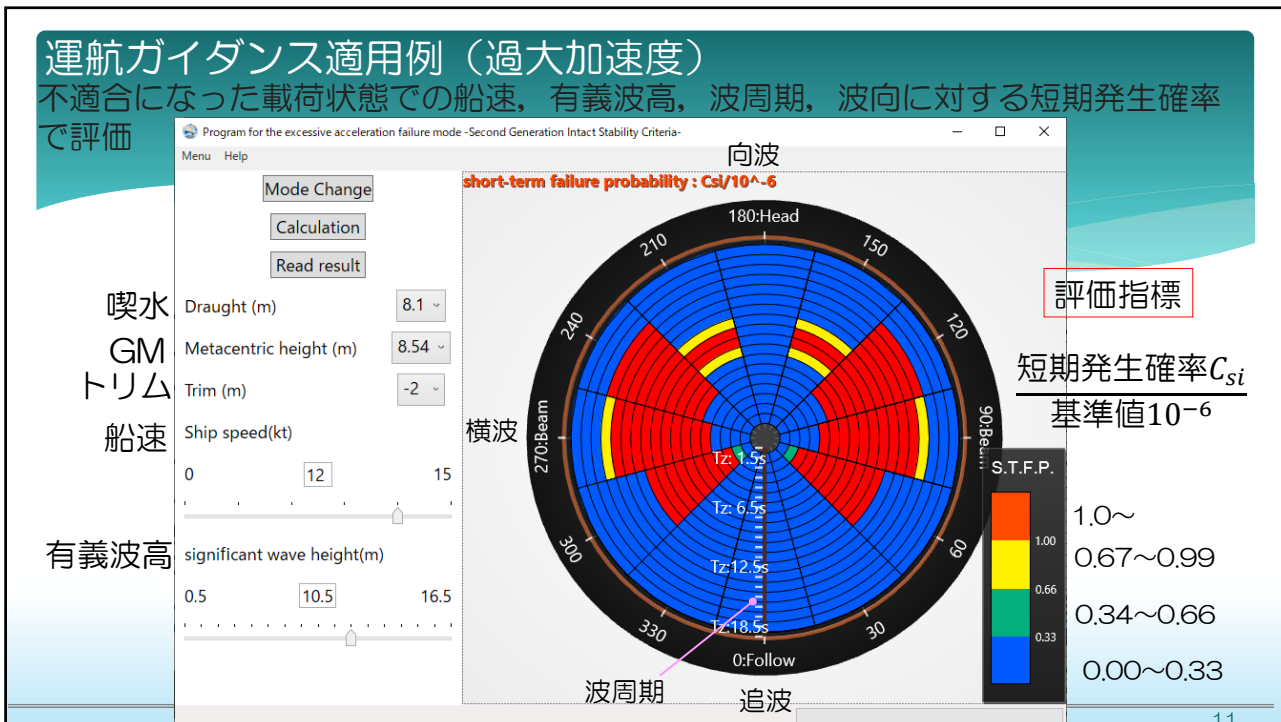 運航ガイダンス適用例（過大加速度）
不適合になった載荷状態での船速，有義波高，波周期，波向に対する短期発生確率
で評価
Program for the excessive acceleration failure mode -Second Generation Intact Stability Criteria-
Menu Help
向波
short-term failure probability : Csi/10^-6
Mode Change
Calculation
Read result
喫水 Draught (m) 8.1
GM Metacentric height (m) 8.54
トリム Trim (m) -2
船速 Ship speed(kt)
0 12 15
有義波高 significant wave height(m)
0.5 10.5 16.5
180:Head
210
150
240
120
横波
270:Beam
90:Beam
300
60
330
30
0:Follow
Tz: 1.5s
Tz: 6.5s
Tz:12.5s
Tz:18.5s
波周期
追波
評価指標
短期発生確率Csi
基準値10⁻⁶
S.T.F.P.
1.00
0.66
0.33
1.0～
0.67～0.99
0.34～0.66
0.00～0.33
11